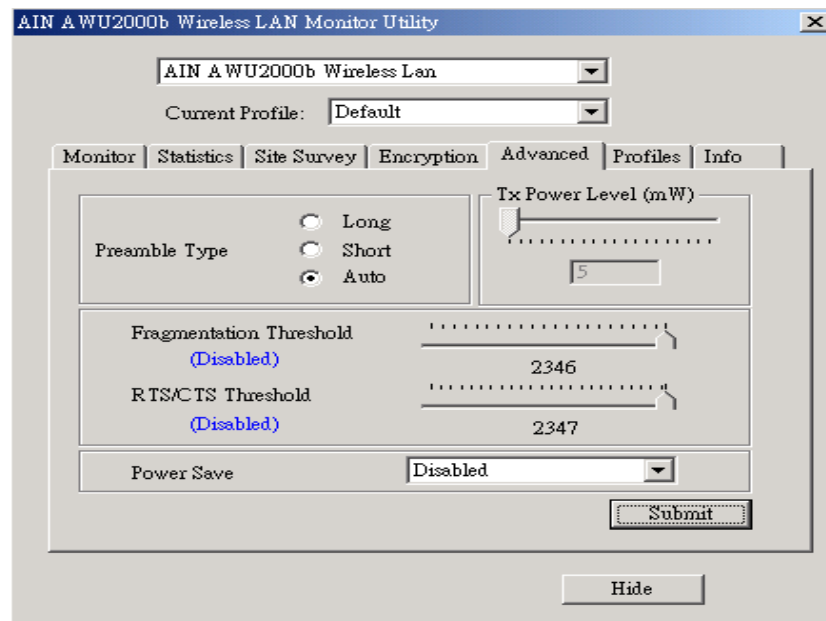 AIN AWU2000b Wireless LAN Monitor Utility
AIN AWU2000b Wireless Lan
Current Profile: Default
Monitor Statistics Site Survey Encryption Advanced Profiles Info
Tx Power Level (mW)
Long
Preamble Type Short
Auto
5
Fragmentation Threshold
(Disabled)
2346
RTS/CTS Threshold
(Disabled)
2347
Power Save Disabled
Submit
Hide